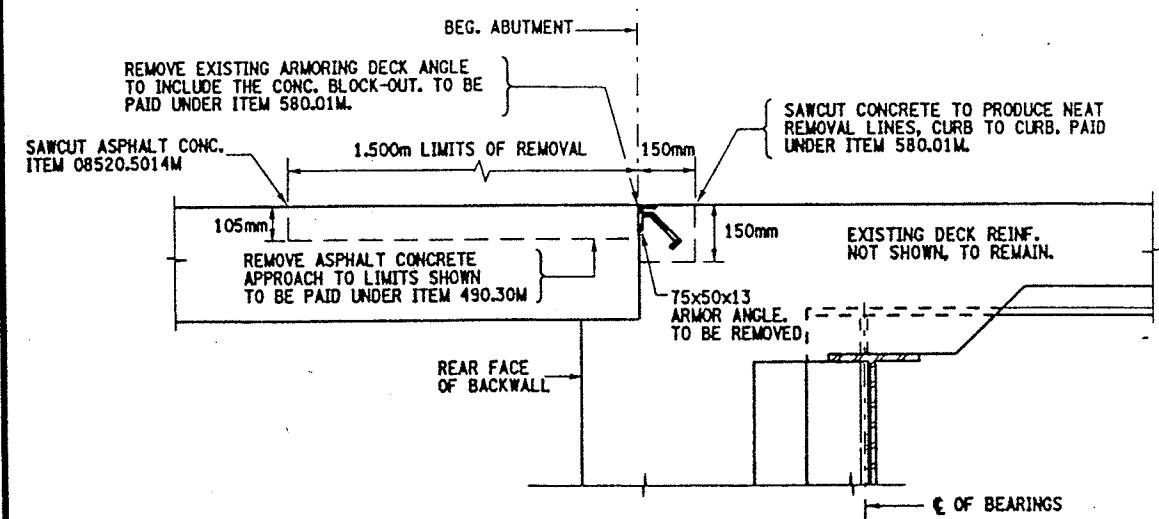 BEG. ABUTMENT
REMOVE EXISTING ARMORING DECK ANGLE
TO INCLUDE THE CONC. BLOCK-OUT. TO BE
PAID UNDER ITEM 580.01M.
SAWCUT CONCRETE TO PRODUCE NEAT
REMOVAL LINES, CURB TO CURB. PAID
UNDER ITEM 580.01M.
SAWCUT ASPHALT CONC.
ITEM 08520.5014M
1.500m LIMITS OF REMOVAL
150mm
105mm
150mm
REMOVE ASPHALT CONCRETE
APPROACH TO LIMITS SHOWN
TO BE PAID UNDER ITEM 490.30M
EXISTING DECK REINF.
NOT SHOWN, TO REMAIN.
75x50x13
ARMOR ANGLE.
TO BE REMOVED
REAR FACE
OF BACKWALL
℄ OF BEARINGS